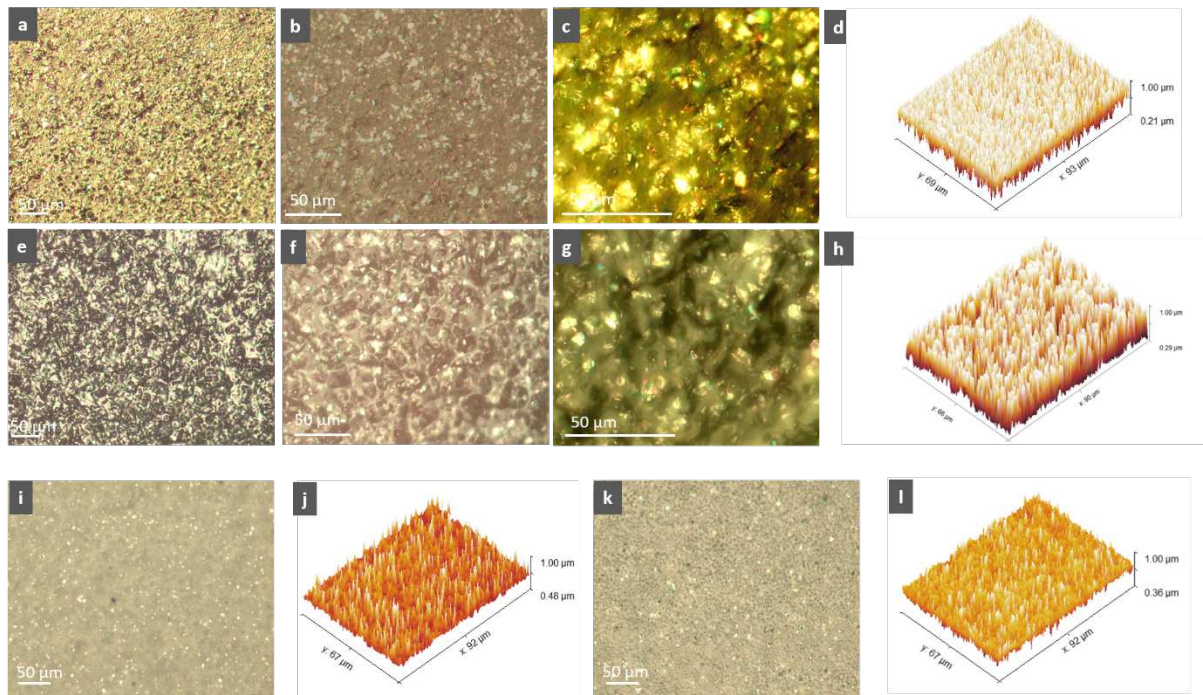 a
50 µm
b
50 µm
c
50 µm
d
1.00 µm
0.21 µm
y: 69 µm
x: 93 µm
e
50 µm
f
50 µm
g
50 µm
h
1.00 µm
0.29 µm
y: 66 µm
x: 90 µm
i
50 µm
j
1.00 µm
0.48 µm
y: 67 µm
x: 92 µm
k
50 µm
l
1.00 µm
0.36 µm
y: 67 µm
x: 92 µm